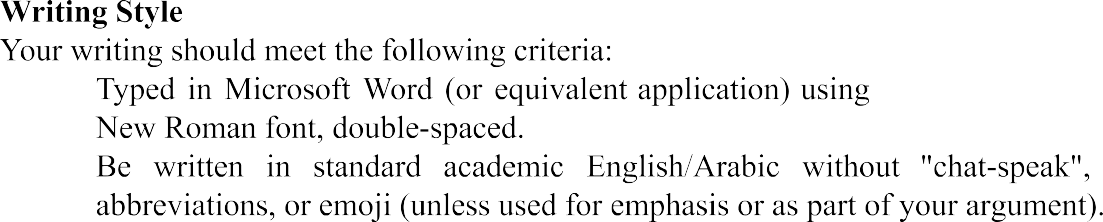 Writing Style
Your writing should meet the following criteria:
Typed in Microsoft Word (or equivalent application) using
New Roman font, double-spaced.
Be written in standard academic English/Arabic without "chat-speak",
abbreviations, or emoji (unless used for emphasis or as part of your argument).